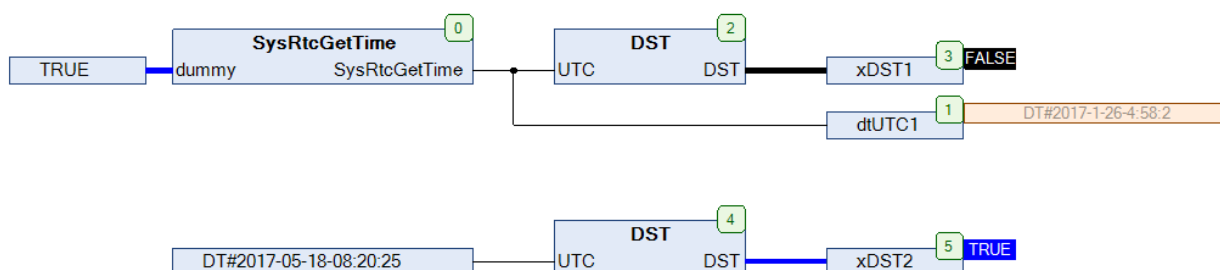 0
SysRtcGetTime
TRUE
dummy SysRtcGetTime
2
DST
UTC DST
3
xDST1
FALSE
1
dtUTC1
DT#2017-1-26-4:58:2
4
DST
DT#2017-05-18-08:20:25
UTC DST
5
xDST2
TRUE